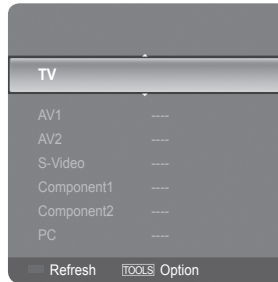 TV
AV1 ----
AV2 ----
S-Video ----
Component1 ----
Component2 ----
PC ----
Refresh TOOLS Option